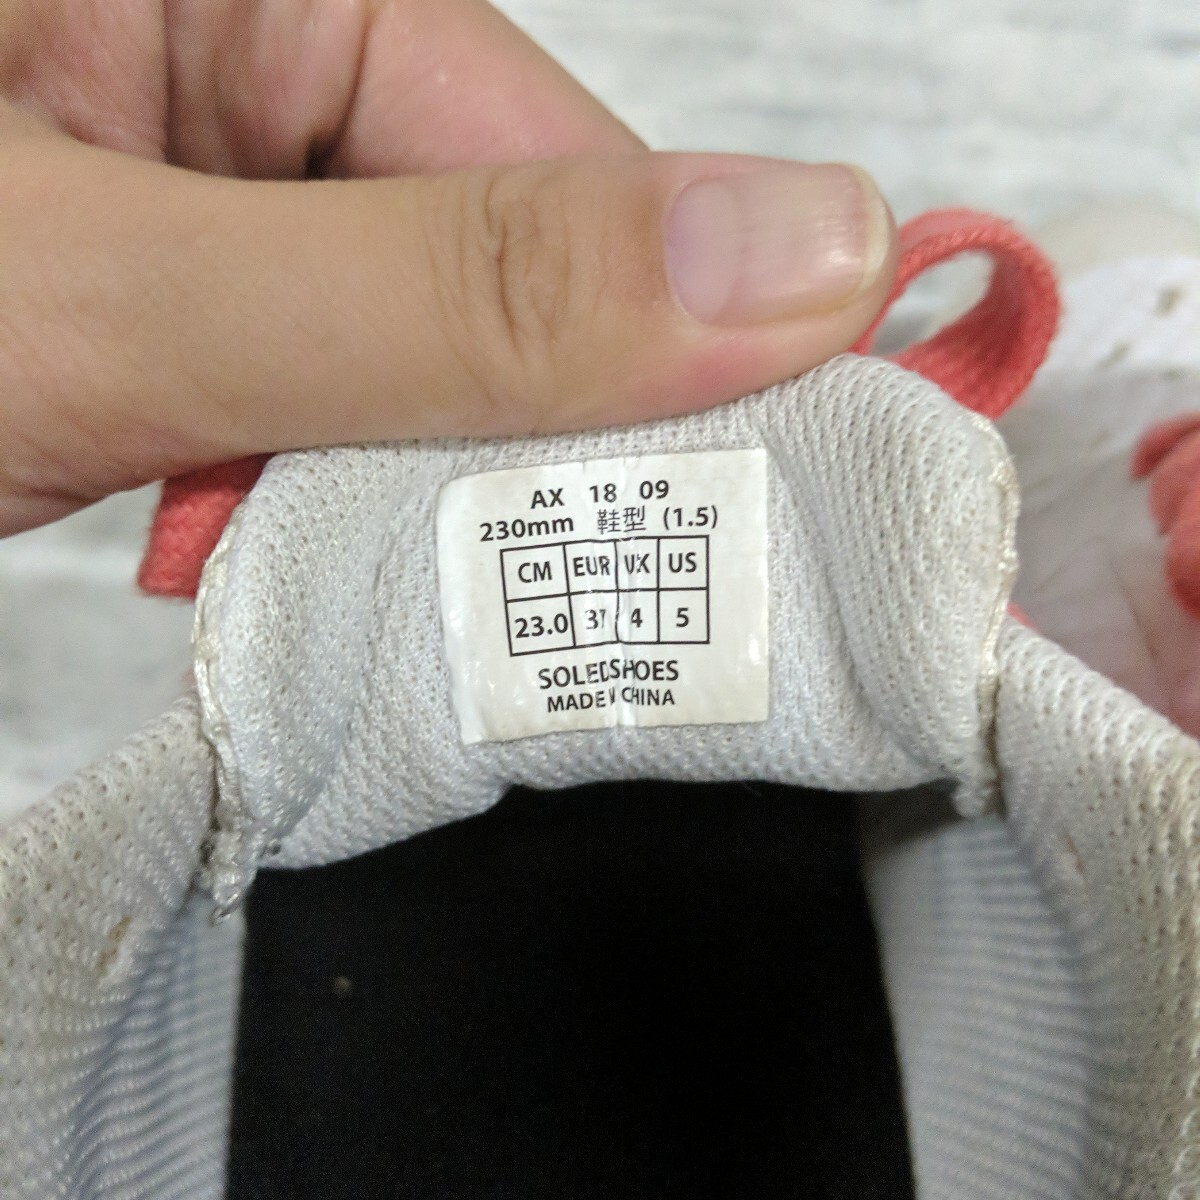 AX 18 09
230mm 鞋型 (1.5)
CM EUR UK US
23.0 37 4 5
SOLEDSHOES
MADE IN CHINA